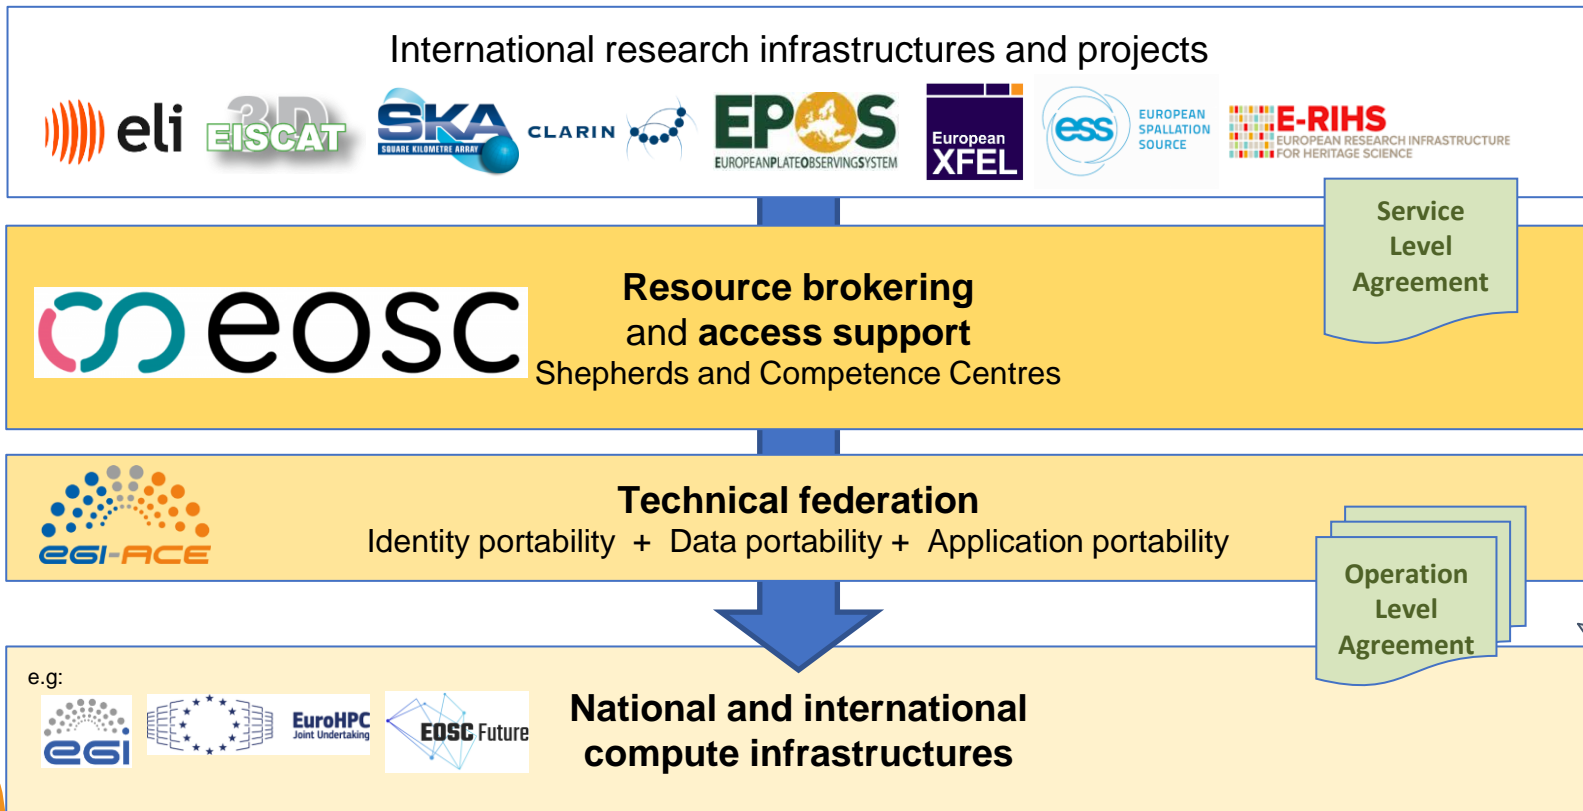 International research infrastructures and projects
eli
3D
EISCAT
SKA
SQUARE KILOMETRE ARRAY
CLARIN
EPOS
EUROPEANPLATEOBSERVINGSYSTEM
European
XFEL
ess
EUROPEAN
SPALLATION
SOURCE
E-RIHS
EUROPEAN RESEARCH INFRASTRUCTURE
FOR HERITAGE SCIENCE
Service
Level
Agreement
eosc
Resource brokering
and access support
Shepherds and Competence Centres
EGI-ACE
Technical federation
Identity portability + Data portability + Application portability
Operation
Level
Agreement
e.g:
egi
EuroHPC
Joint Undertaking
EOSC Future
National and international
compute infrastructures